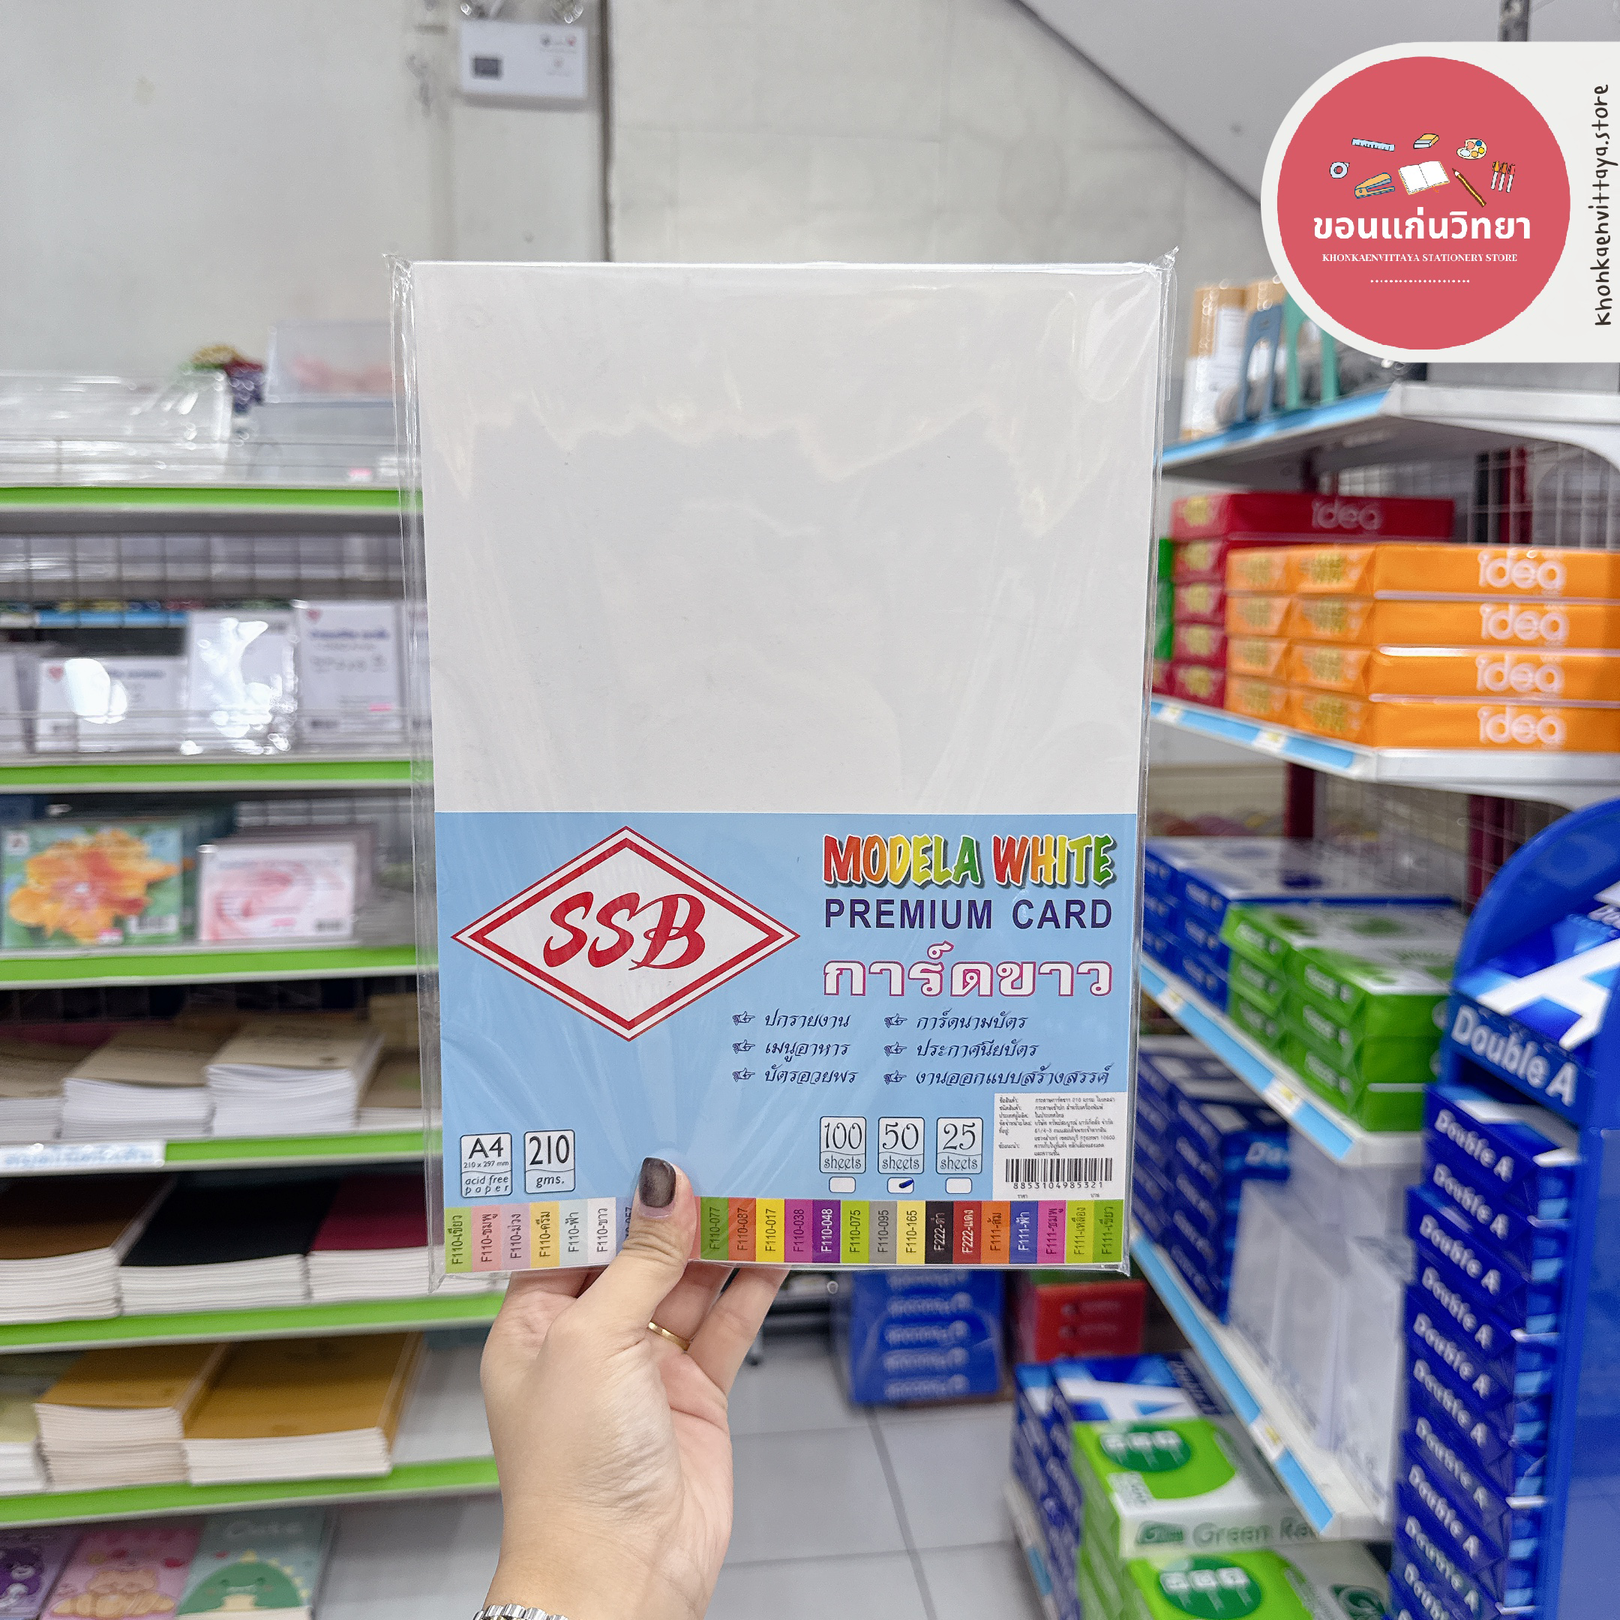 ขอนแก่นวิทยา
KHONKAENVITTAYA STATIONERY STORE
khonkaenvittaya.store
idea
idea
idea
idea
idea
SSB
MODELA WHITE
PREMIUM CARD
การ์ดขาว
ปกรายงาน
การ์ดนามบัตร
เมนูอาหาร
ประกาศนียบัตร
บัตรอวยพร
งานออกแบบสร้างสรรค์
A4
210 x 297 mm
acid free
paper
210
gms.
100
sheets
50
sheets
25
sheets
8853104985321
F110-เขียว
F110-ชมพู
F110-ม่วง
F110-ครีม
F110-ฟ้า
F110-ขาว
F110-077
F110-087
F110-017
F110-038
F110-048
F110-075
F110-095
F110-165
F222-ดำ
F222-แดง
F111-ส้ม
F111-ฟ้า
F111-ชมพู
F111-เหลือง
F111-เขียว
Double A
Double A
Double A
Double A
Double A
Double A
Double A
Double A
Double A
Double A
Green